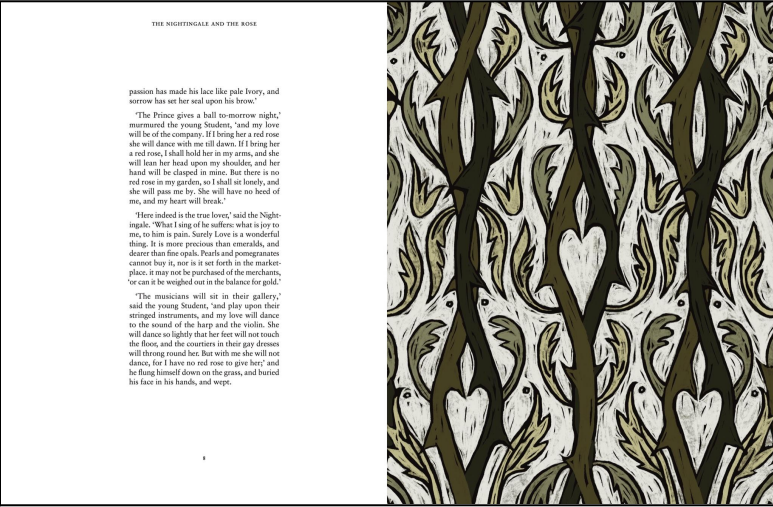 THE NIGHTINGALE AND THE ROSE
passion has made his lace like pale Ivory, and
sorrow has set her seal upon his brow.’
‘The Prince gives a ball to-morrow night,’
murmured the young Student, ‘and my love
will be of the company. If I bring her a red rose
she will dance with me till dawn. If I bring her
a red rose, I shall hold her in my arms, and she
will lean her head upon my shoulder, and her
hand will be clasped in mine. But there is no
red rose in my garden, so I shall sit lonely, and
she will pass me by. She will have no heed of
me, and my heart will break.’
‘Here indeed is the true lover,’ said the Night-
ingale. ‘What I sing of he suffers: what is joy to
me, to him is pain. Surely Love is a wonderful
thing. It is more precious than emeralds, and
dearer than fine opals. Pearls and pomegranates
cannot buy it, nor is it set forth in the market-
place. it may not be purchased of the merchants,
‘or can it be weighed out in the balance for gold.’
‘The musicians will sit in their gallery,’
said the young Student, ‘and play upon their
stringed instruments, and my love will dance
to the sound of the harp and the violin. She
will dance so lightly that her feet will not touch
the floor, and the courtiers in their gay dresses
will throng round her. But with me she will not
dance, for I have no red rose to give her;’ and
he flung himself down on the grass, and buried
his face in his hands, and wept.
8